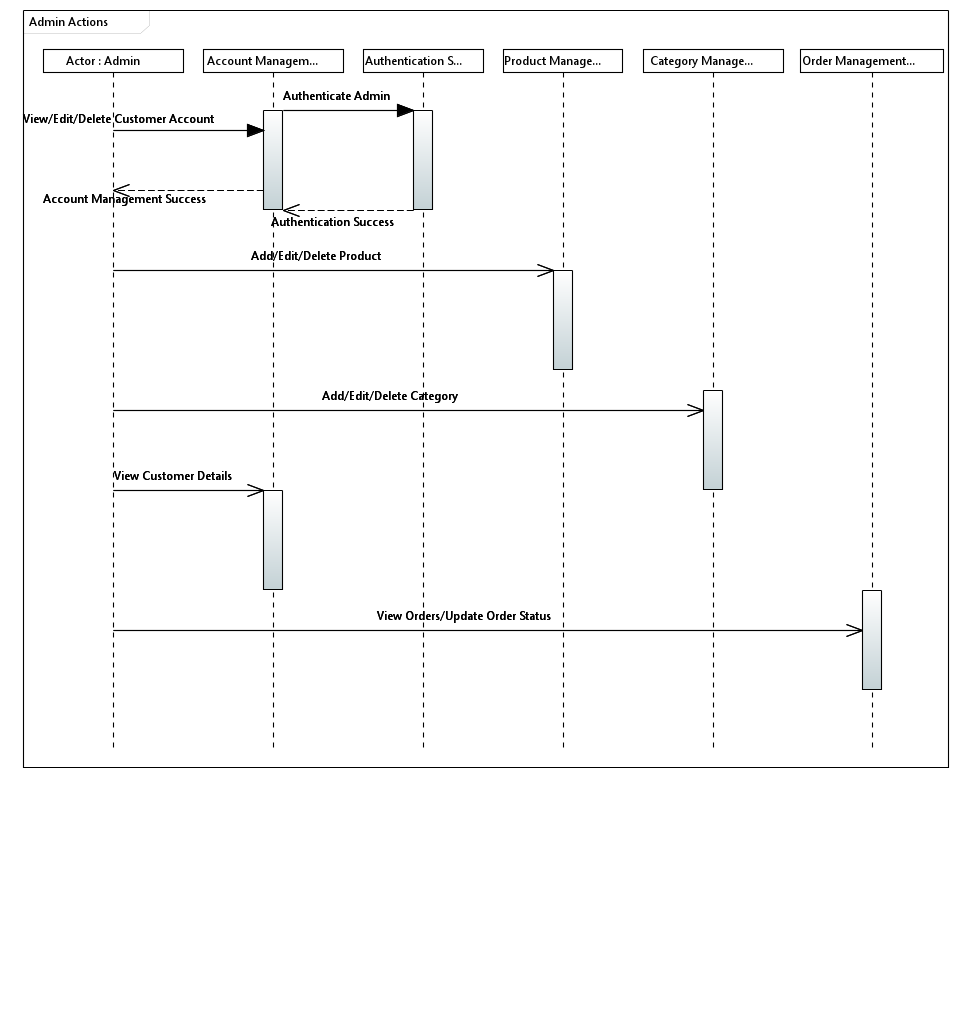 Admin Actions
Actor : Admin
Account Managem...
Authentication S...
Product Manage...
Category Manage...
Order Management...
Authenticate Admin
View/Edit/Delete Customer Account
Account Management Success
Authentication Success
Add/Edit/Delete Product
Add/Edit/Delete Category
View Customer Details
View Orders/Update Order Status